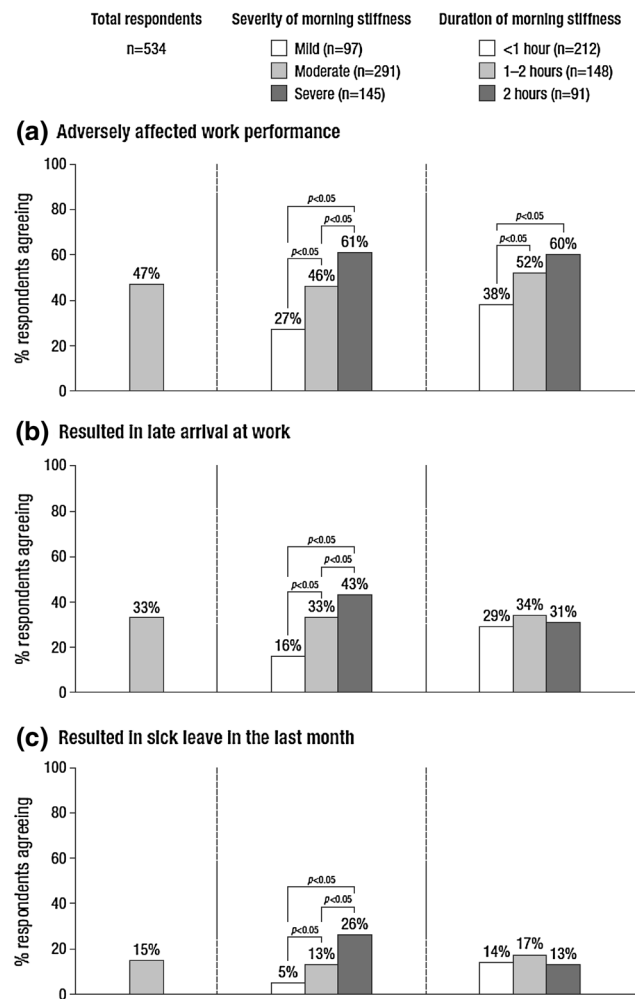 Total respondents Severity of morning stiffness Duration of morning stiffness
n=534 Mild (n=97) <1 hour (n=212)
Moderate (n=291) 1–2 hours (n=148)
Severe (n=145) 2 hours (n=91)
(a) Adversely affected work performance
% respondents agreeing
100
80
60
40
20
0
47%
27%
46%
61%
p<0.05
p<0.05
p<0.05
38%
52%
60%
p<0.05
p<0.05
(b) Resulted in late arrival at work
% respondents agreeing
100
80
60
40
20
0
33%
16%
33%
43%
p<0.05
p<0.05
p<0.05
29%
34%
31%
(c) Resulted in sick leave in the last month
% respondents agreeing
100
80
60
40
20
0
15%
5%
13%
26%
p<0.05
p<0.05
p<0.05
14%
17%
13%